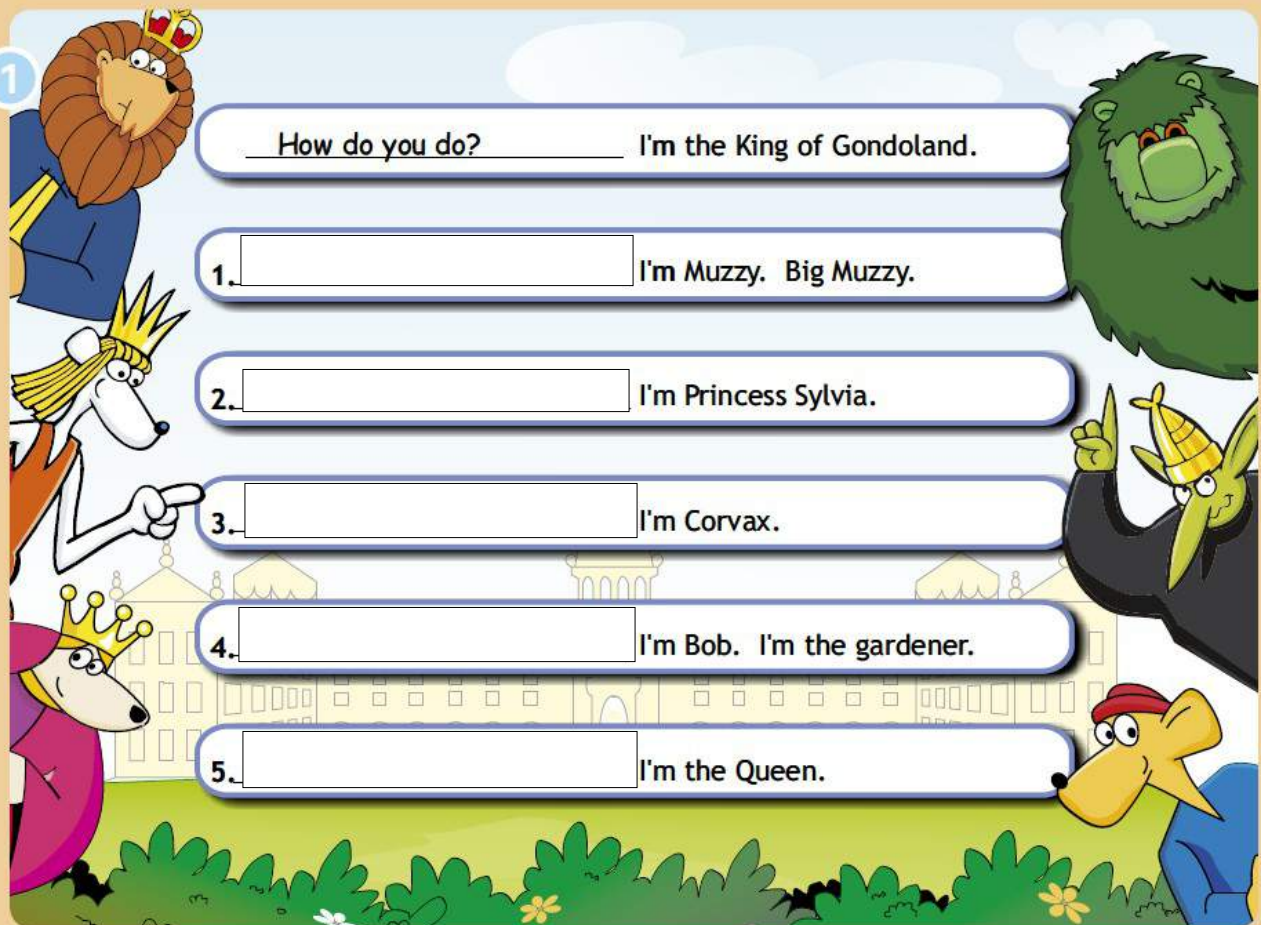 1
How do you do? I'm the King of Gondoland.
1. I'm Muzzy. Big Muzzy.
2. I'm Princess Sylvia.
3. I'm Corvax.
4. I'm Bob. I'm the gardener.
5. I'm the Queen.